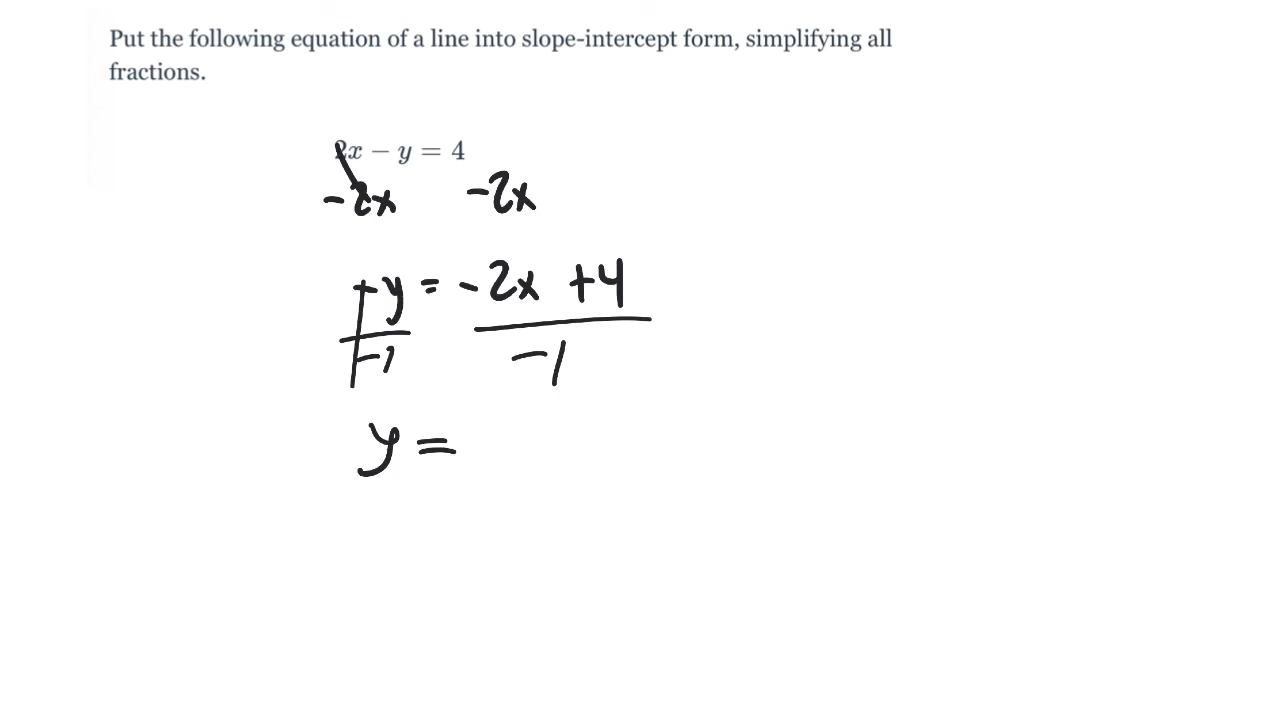 Put the following equation of a line into slope-intercept form, simplifying all
fractions.
2x − y = 4
-2x -2x
-y = -2x +4
-1 -1
y =